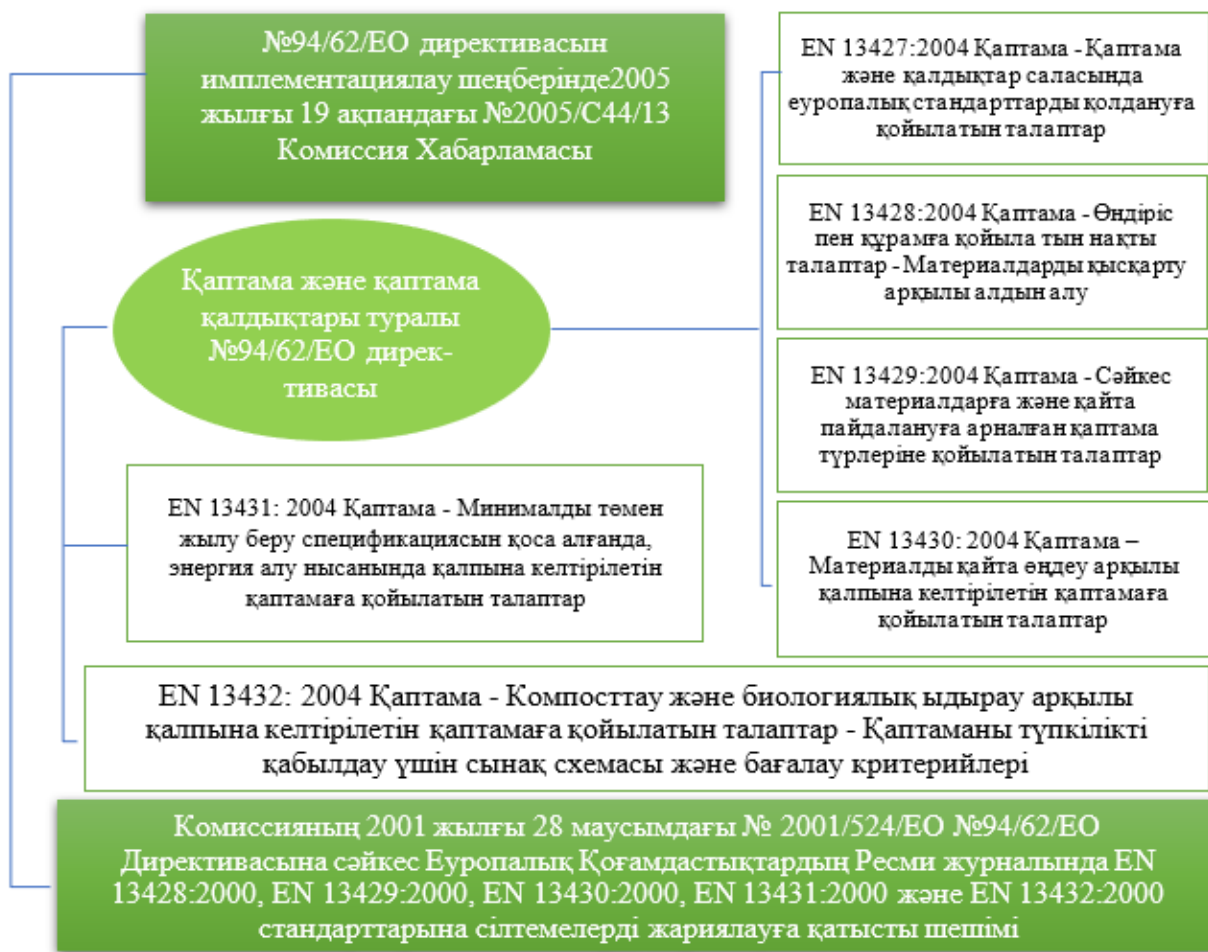 №94/62/ЕО директивасын
имплементациялау шеңберінде2005
жылғы 19 ақпандағы №2005/С44/13
Комиссия Хабарламасы
Қаптама және қаптама
қалдықтары туралы
№94/62/ЕО дирек-
тивасы
EN 13427:2004 Қаптама - Қаптама
және қалдықтар саласында
еуропалық стандарттарды қолдануға
қойылатын талаптар
EN 13428:2004 Қаптама - Өндіріс
пен құрамға қойыла тын нақты
талаптар - Материалдарды қысқарту
арқылы алдын алу
EN 13429:2004 Қаптама - Сәйкес
материалдарға және қайта
пайдалануға арналған қаптама
түрлеріне қойылатын талаптар
EN 13430: 2004 Қаптама –
Материалды қайта өңдеу арқылы
қалпына келтірілетін қаптамаға
қойылатын талаптар
EN 13431: 2004 Қаптама - Минималды төмен
жылу беру спецификациясын қоса алғанда,
энергия алу нысанында қалпына келтірілетін
қаптамаға қойылатын талаптар
EN 13432: 2004 Қаптама - Компосттау және биологиялық ыдырау арқылы
қалпына келтірілетін қаптамаға қойылатын талаптар - Қаптаманы түпкілікті
қабылдау үшін сынақ схемасы және бағалау критерийлері
Комиссияның 2001 жылғы 28 маусымдағы № 2001/524/ЕО №94/62/ЕО
Директивасына сәйкес Еуропалық Қоғамдастықтардың Ресми журналында EN
13428:2000, EN 13429:2000, EN 13430:2000, EN 13431:2000 және EN 13432:2000
стандарттарына сілтемелерді жариялауға қатысты шешімі